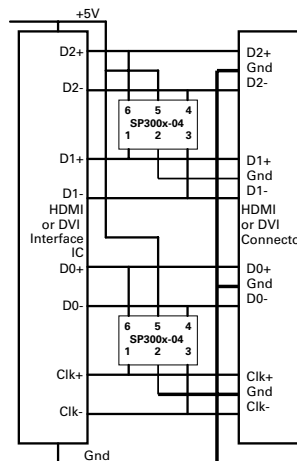 +5V
D2+ D2+
Gnd
D2- D2-
6 5 4
SP300x-04
1 2 3
D1+ D1+
Gnd
D1- D1-
HDMI or DVI Interface IC
HDMI or DVI Connecto
D0+ D0+
Gnd
D0- D0-
6 5 4
SP300x-04
1 2 3
Clk+ Clk+
Gnd
Clk- Clk-
Gnd